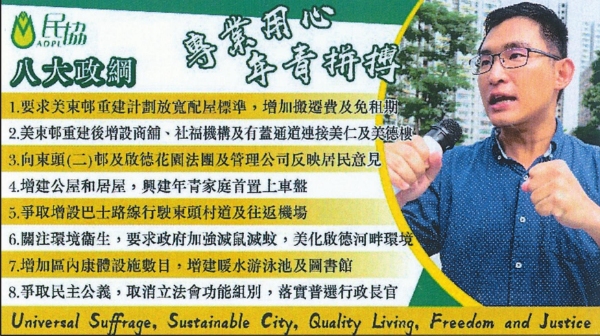 民協
ADPL
專業用心
年青拼搏
八大政綱
1.要求美東邨重建計劃放寬配屋標準，增加搬遷費及免租期
2.美東邨重建後增設商舖、社福機構及有蓋通道連接美仁及美德樓
3.向東頭(二)邨及啟德花園法團及管理公司反映居民意見
4.增建公屋和居屋，興建年青家庭首置上車盤
5.爭取增設巴士路線行駛東頭村道及往返機場
6.關注環境衞生，要求政府加強滅鼠滅蚊，美化啟德河畔環境
7.增加區內康體設施數目，增建暖水游泳池及圖書館
8.爭取民主公義，取消立法會功能組別，落實普選行政長官
Universal Suffrage, Sustainable City, Quality Living, Freedom and Justice